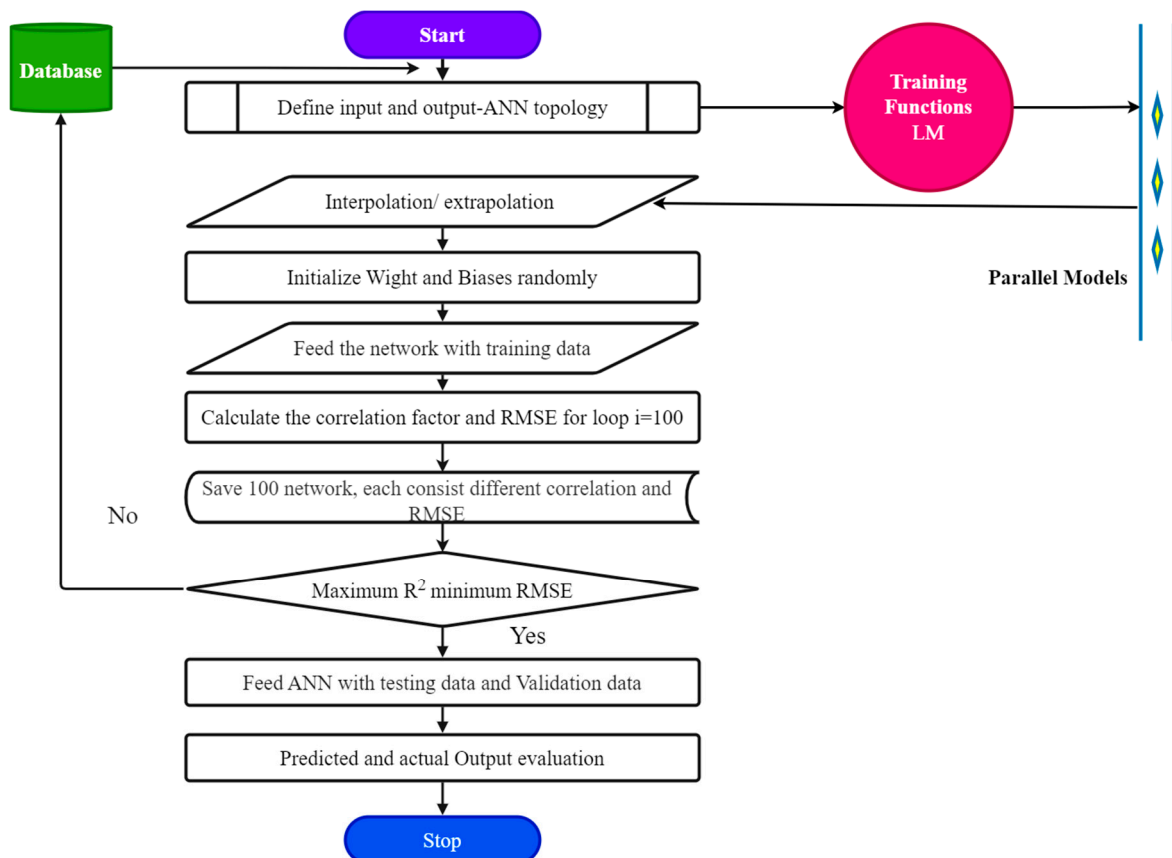 Start
Database
Define input and output-ANN topology
Training
Functions
LM
Interpolation/ extrapolation
Parallel Models
Initialize Wight and Biases randomly
Feed the network with training data
Calculate the correlation factor and RMSE for loop i=100
Save 100 network, each consist different correlation and
RMSE
No
Maximum R² minimum RMSE
Yes
Feed ANN with testing data and Validation data
Predicted and actual Output evaluation
Stop